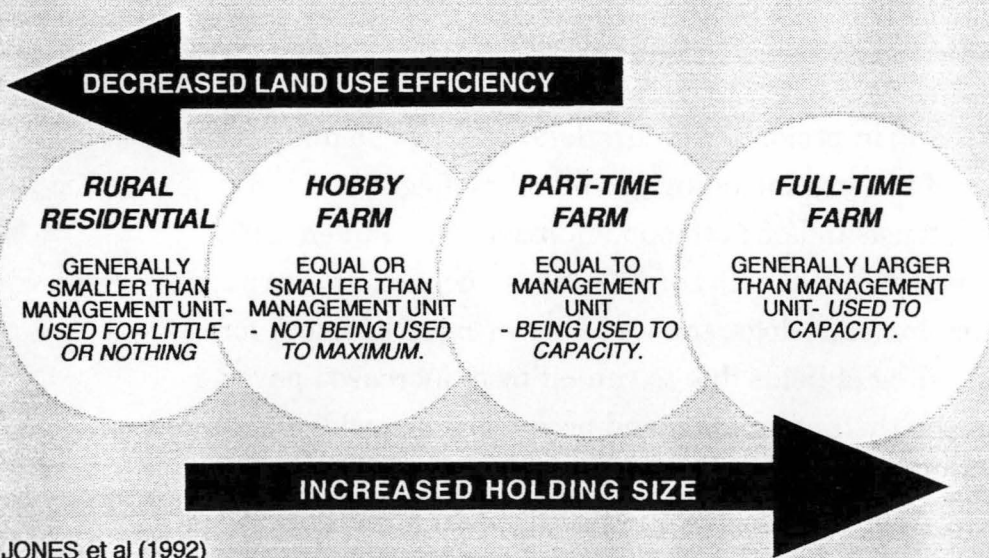 DECREASED LAND USE EFFICIENCY
RURAL
RESIDENTIAL
GENERALLY
SMALLER THAN
MANAGEMENT UNIT-
USED FOR LITTLE
OR NOTHING
HOBBY
FARM
EQUAL OR
SMALLER THAN
MANAGEMENT UNIT
- NOT BEING USED
TO MAXIMUM.
PART-TIME
FARM
EQUAL TO
MANAGEMENT
UNIT
- BEING USED TO
CAPACITY.
FULL-TIME
FARM
GENERALLY LARGER
THAN MANAGEMENT
UNIT- USED TO
CAPACITY.
INCREASED HOLDING SIZE
JONES et al (1992)